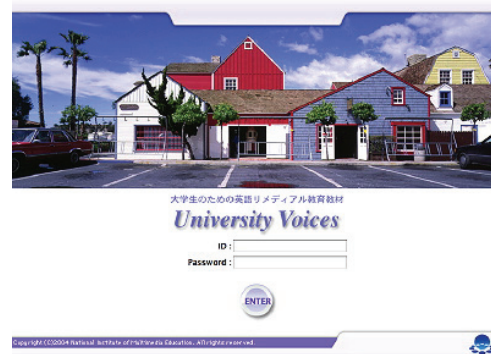 大学生のための英語リメディアル教育教材
University Voices
ID :
Password :
ENTER
Copyright (C)2004 National Institute of Multimedia Education. All rights reserved.